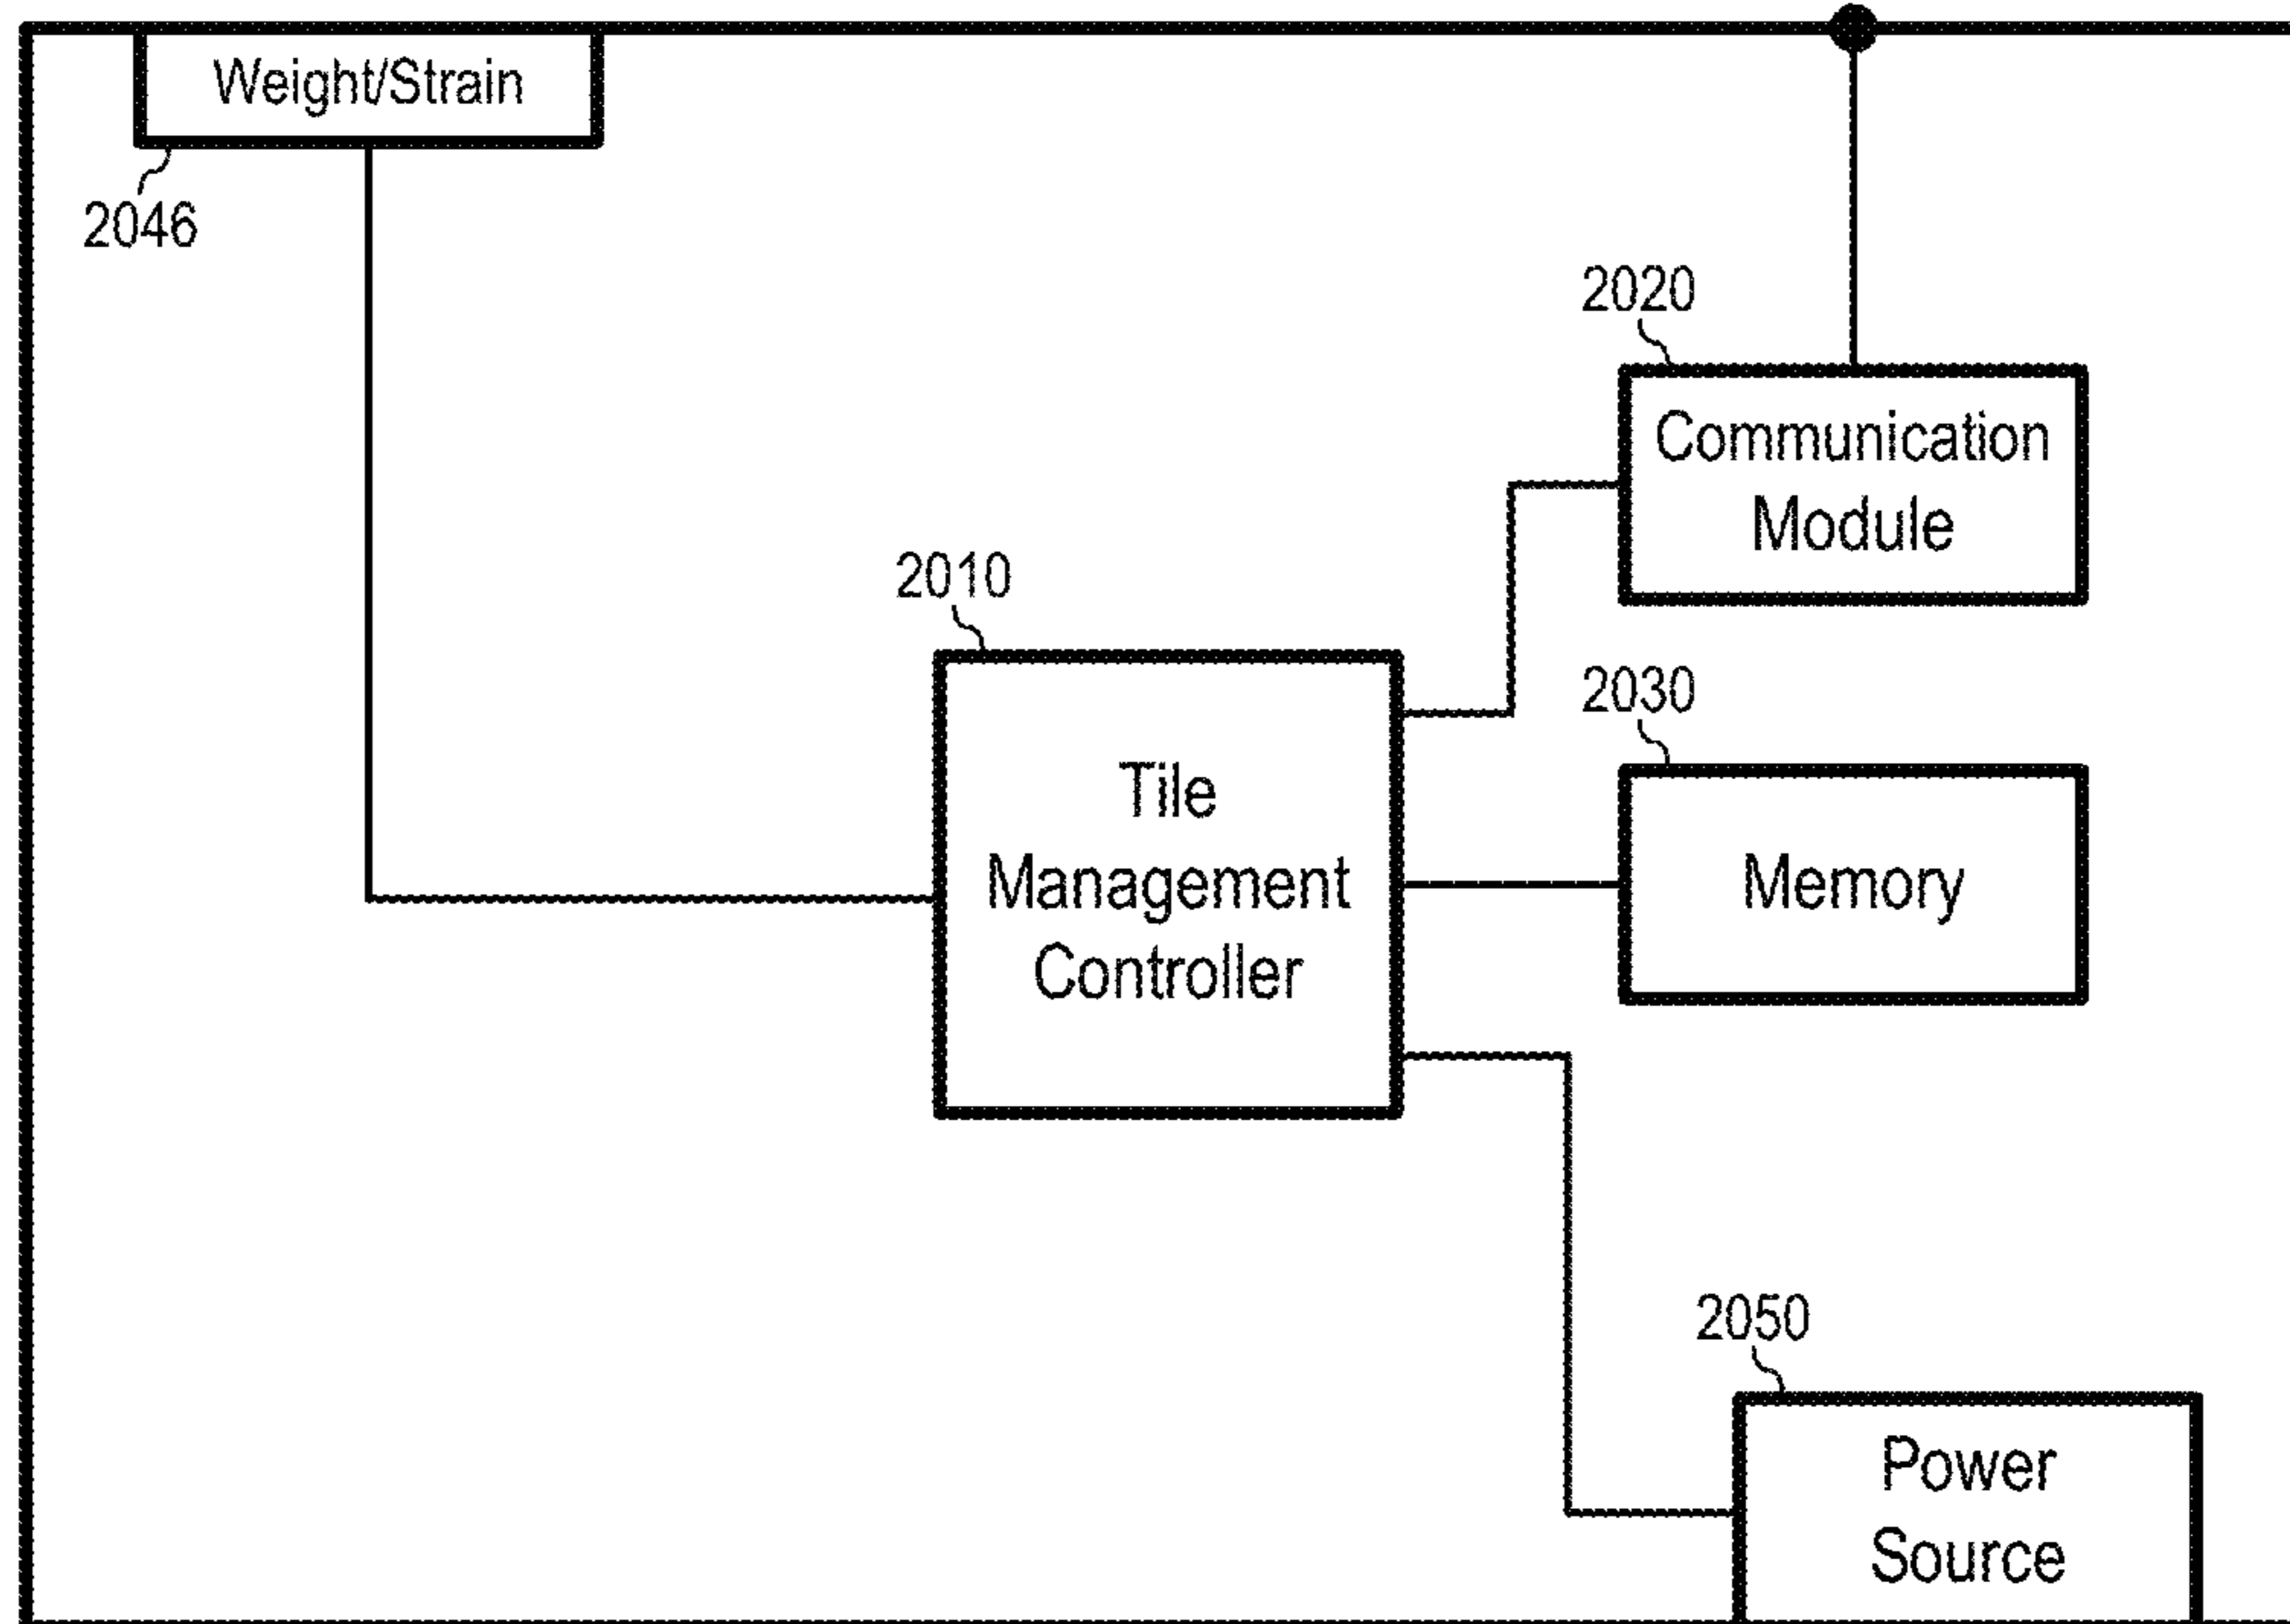 Weight/Strain
2046
2020
Communication
Module
2010
2030
Tile
Management
Controller
Memory
2050
Power
Source